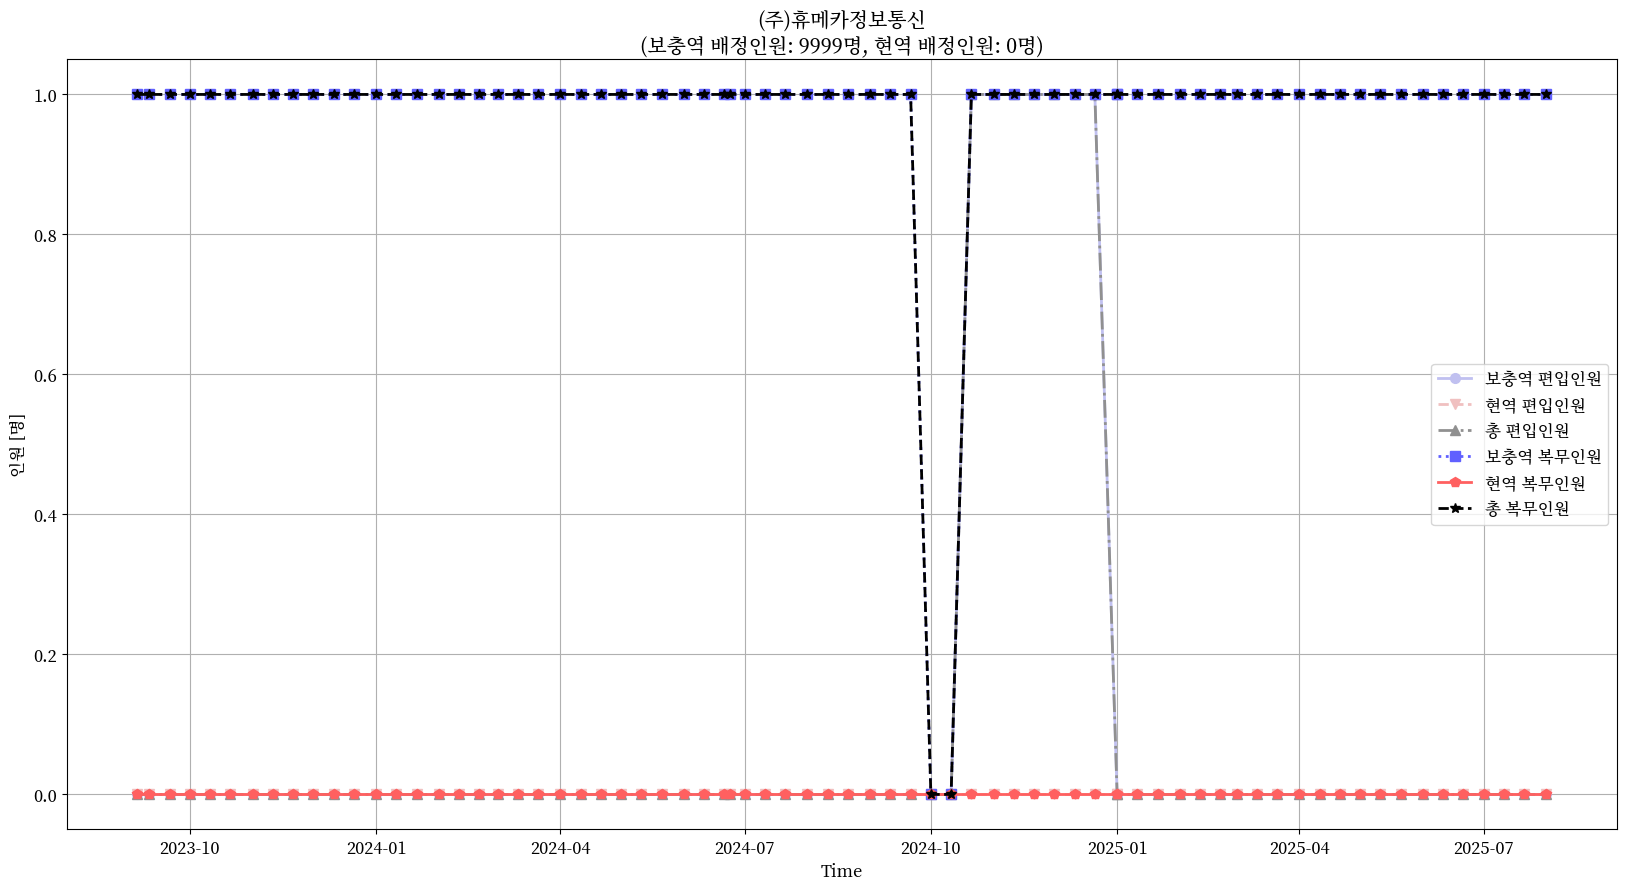 (주)휴메카정보통신
(보충역 배정인원: 9999명, 현역 배정인원: 0명)
인원 [명]
1.0
0.8
0.6
0.4
0.2
0.0
보충역 편입인원
현역 편입인원
총 편입인원
보충역 복무인원
현역 복무인원
총 복무인원
2023-10
2024-01
2024-04
2024-07
2024-10
2025-01
2025-04
2025-07
Time